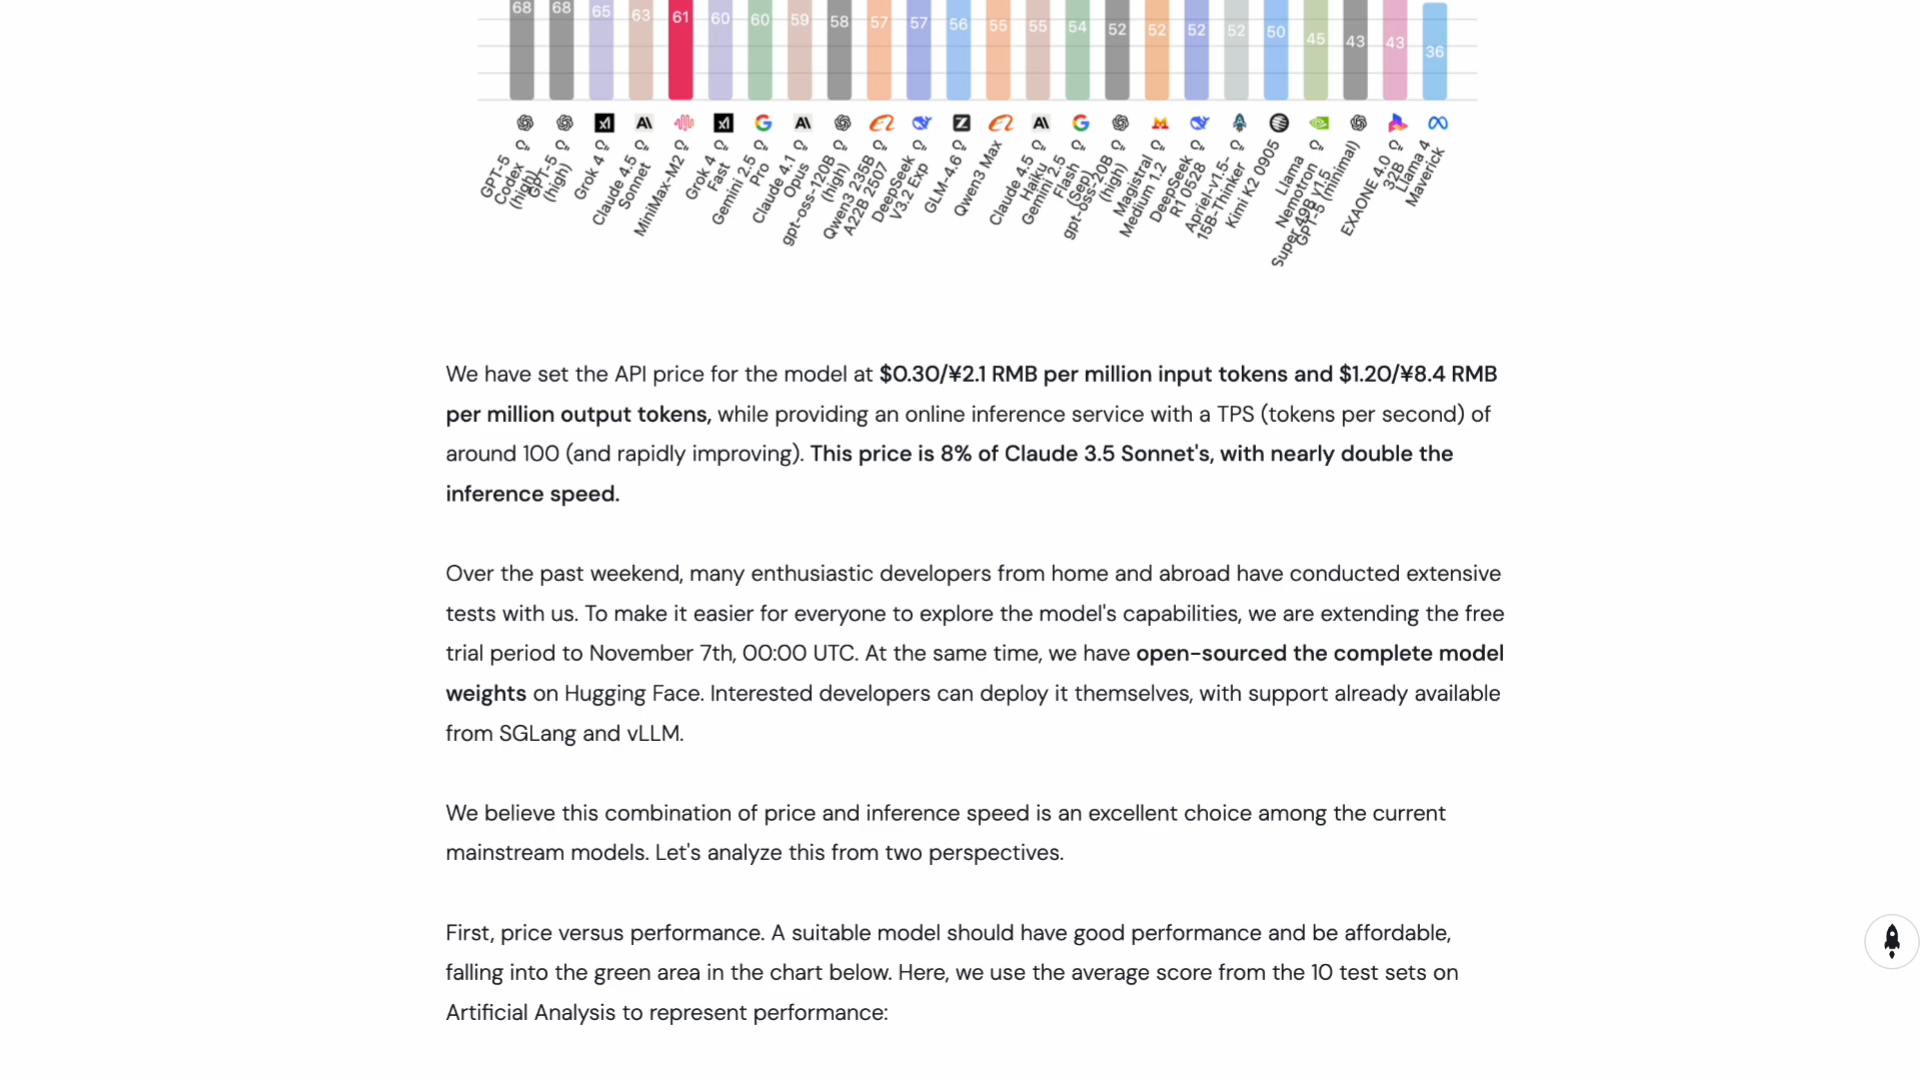 68 68 65 63 61 60 60 59 58 57 57 56 55 55 54 52 52 52 52 50 45 43 43 36
GPT-5 Codex (high)
GPT-5 (high)
Grok 4
Claude 4.5 Sonnet
MiniMax-M2
Grok 4 Fast
Gemini 2.5 Pro
Claude 4.1 Opus
gpt-oss-120B (high)
Qwen3 235B A22B 2507
DeepSeek V3.2 Exp
GLM-4.6
Qwen3 Max
Claude 4.5 Haiku
Gemini 2.5 Flash (Sep)
gpt-oss-20B (high)
Magistral Medium 1.2
DeepSeek R1 0528
Apriel-v1.5-15B-Thinker
Kimi K2 0905
Llama Nemotron Super 49B v1.5
GPT-5 (minimal)
EXAONE 4.0 32B
Llama 4 Maverick
We have set the API price for the model at $0.30/¥2.1 RMB per million input tokens and $1.20/¥8.4 RMB
per million output tokens, while providing an online inference service with a TPS (tokens per second) of
around 100 (and rapidly improving). This price is 8% of Claude 3.5 Sonnet's, with nearly double the
inference speed.
Over the past weekend, many enthusiastic developers from home and abroad have conducted extensive
tests with us. To make it easier for everyone to explore the model's capabilities, we are extending the free
trial period to November 7th, 00:00 UTC. At the same time, we have open-sourced the complete model
weights on Hugging Face. Interested developers can deploy it themselves, with support already available
from SGLang and vLLM.
We believe this combination of price and inference speed is an excellent choice among the current
mainstream models. Let's analyze this from two perspectives.
First, price versus performance. A suitable model should have good performance and be affordable,
falling into the green area in the chart below. Here, we use the average score from the 10 test sets on
Artificial Analysis to represent performance: